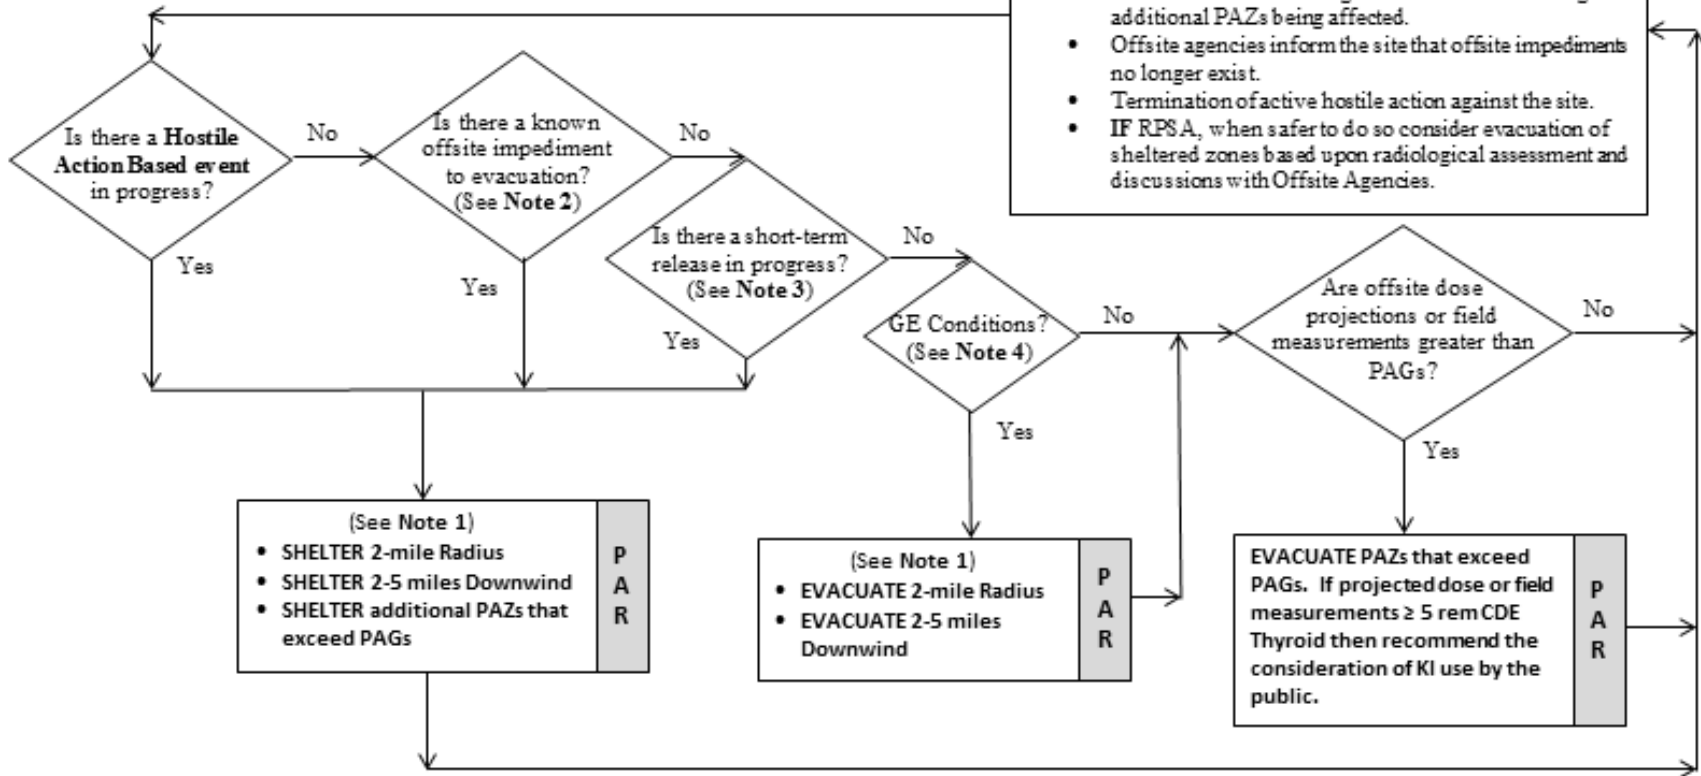 additional PAZs being affected.
• Offsite agencies inform the site that offsite impediments
no longer exist.
• Termination of active hostile action against the site.
• IF RPSA, when safer to do so consider evacuation of
sheltered zones based upon radiological assessment and
discussions with Offsite Agencies.
Is there a Hostile
Action Based event
in progress?
No
Yes
Is there a known
offsite impediment
to evacuation?
(See Note 2)
No
Yes
Is there a short-term
release in progress?
(See Note 3)
No
Yes
GE Conditions?
(See Note 4)
No
Yes
Are offsite dose
projections or field
measurements greater than
PAGs?
No
Yes
(See Note 1)
• SHELTER 2-mile Radius
• SHELTER 2-5 miles Downwind
• SHELTER additional PAZs that
exceed PAGs
P
A
R
(See Note 1)
• EVACUATE 2-mile Radius
• EVACUATE 2-5 miles
Downwind
P
A
R
EVACUATE PAZs that exceed
PAGs. If projected dose or field
measurements ≥ 5 rem CDE
Thyroid then recommend the
consideration of KI use by the
public.
P
A
R